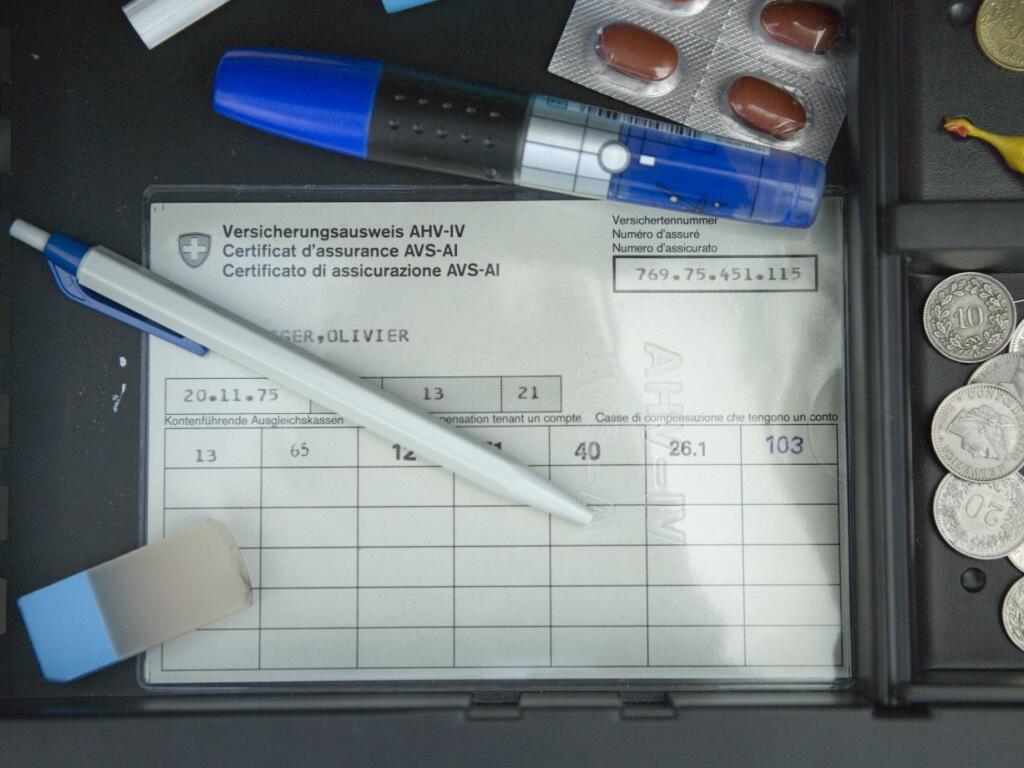 Versicherungsausweis AHV-IV
Certificat d'assurance AVS-AI
Certificato di assicurazione AVS-AI
Versichertennummer
Numéro d'assuré
Numero d'assicurato
769.75.451.115
GER,OLIVIER
20.11.75 13 21
Kontenführende Ausgleichskassen pensation tenant un compte Casse di compensazione che tengono un conto
13 65 12 40 26.1 103
AHV-IV
AVS-AI
10
20